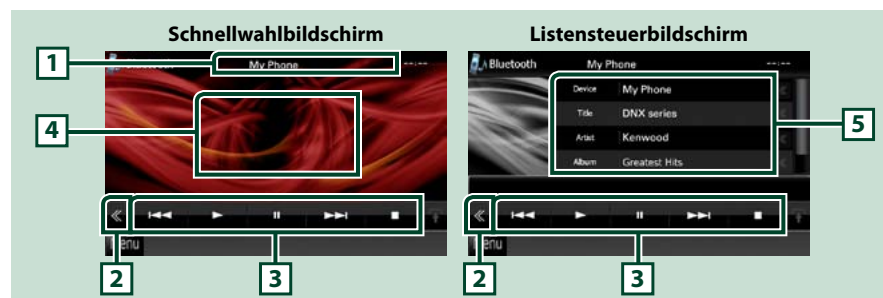 Schnellwahlbildschirm
Listensteuerbildschirm
1
My Phone
--:--
Bluetooth
My Phone
--:--
Device
My Phone
Title
DNX series
Artist
Kenwood
Album
Greatest Hits
4
5
2
3
2
3